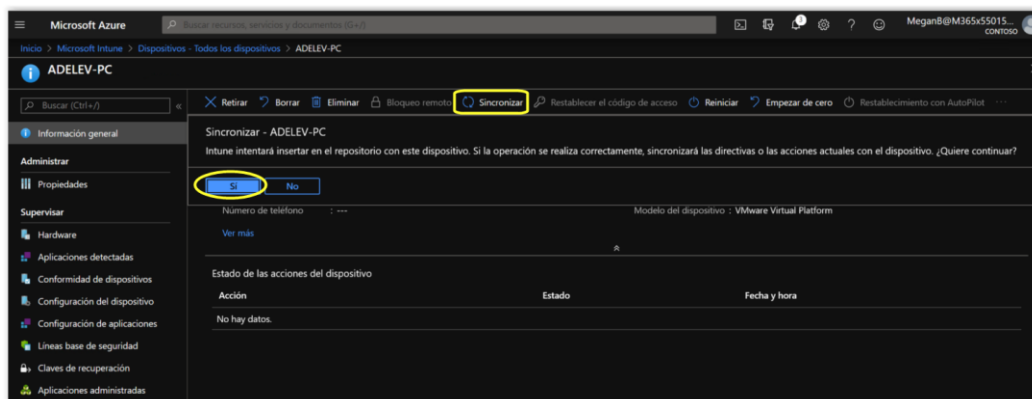 Microsoft Azure
Buscar recursos, servicios y documentos (G+/)
MeganB@M365x55015...
CONTOSO
Inicio > Microsoft Intune > Dispositivos - Todos los dispositivos > ADELEV-PC
ADELEV-PC
Buscar (Ctrl+/)
Retirar Borrar Eliminar Bloqueo remoto Sincronizar Restablecer el código de acceso Reiniciar Empezar de cero Restablecimiento con AutoPilot ...
Información general
Administrar
Propiedades
Supervisar
Hardware
Aplicaciones detectadas
Conformidad de dispositivos
Configuración del dispositivo
Configuración de aplicaciones
Líneas base de seguridad
Claves de recuperación
Aplicaciones administradas
Sincronizar - ADELEV-PC
Intune intentará insertar en el repositorio con este dispositivo. Si la operación se realiza correctamente, sincronizará las directivas o las acciones actuales con el dispositivo. ¿Quiere continuar?
Sí No
Número de teléfono : ---
Modelo del dispositivo : VMware Virtual Platform
Ver más
Estado de las acciones del dispositivo
Acción Estado Fecha y hora
No hay datos.